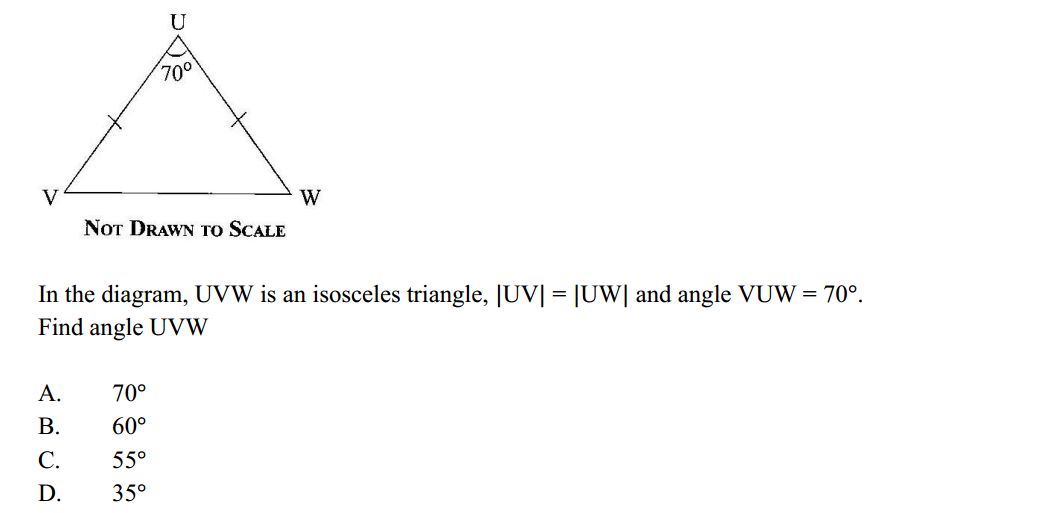 U
70°
V
W
NOT DRAWN TO SCALE
In the diagram, UVW is an isosceles triangle, |UV| = |UW| and angle VUW = 70°.
Find angle UVW
A. 70°
B. 60°
C. 55°
D. 35°